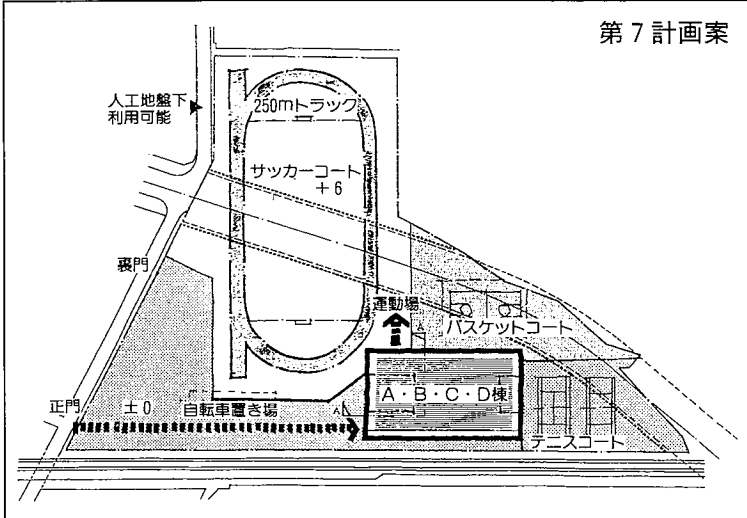 第7計画案
人工地盤下
利用可能
250mトラック
サッカーコート
+6
裏門
運動場
バスケットコート
正門
±0
自転車置き場
A
A・B・C・D棟
テニスコート